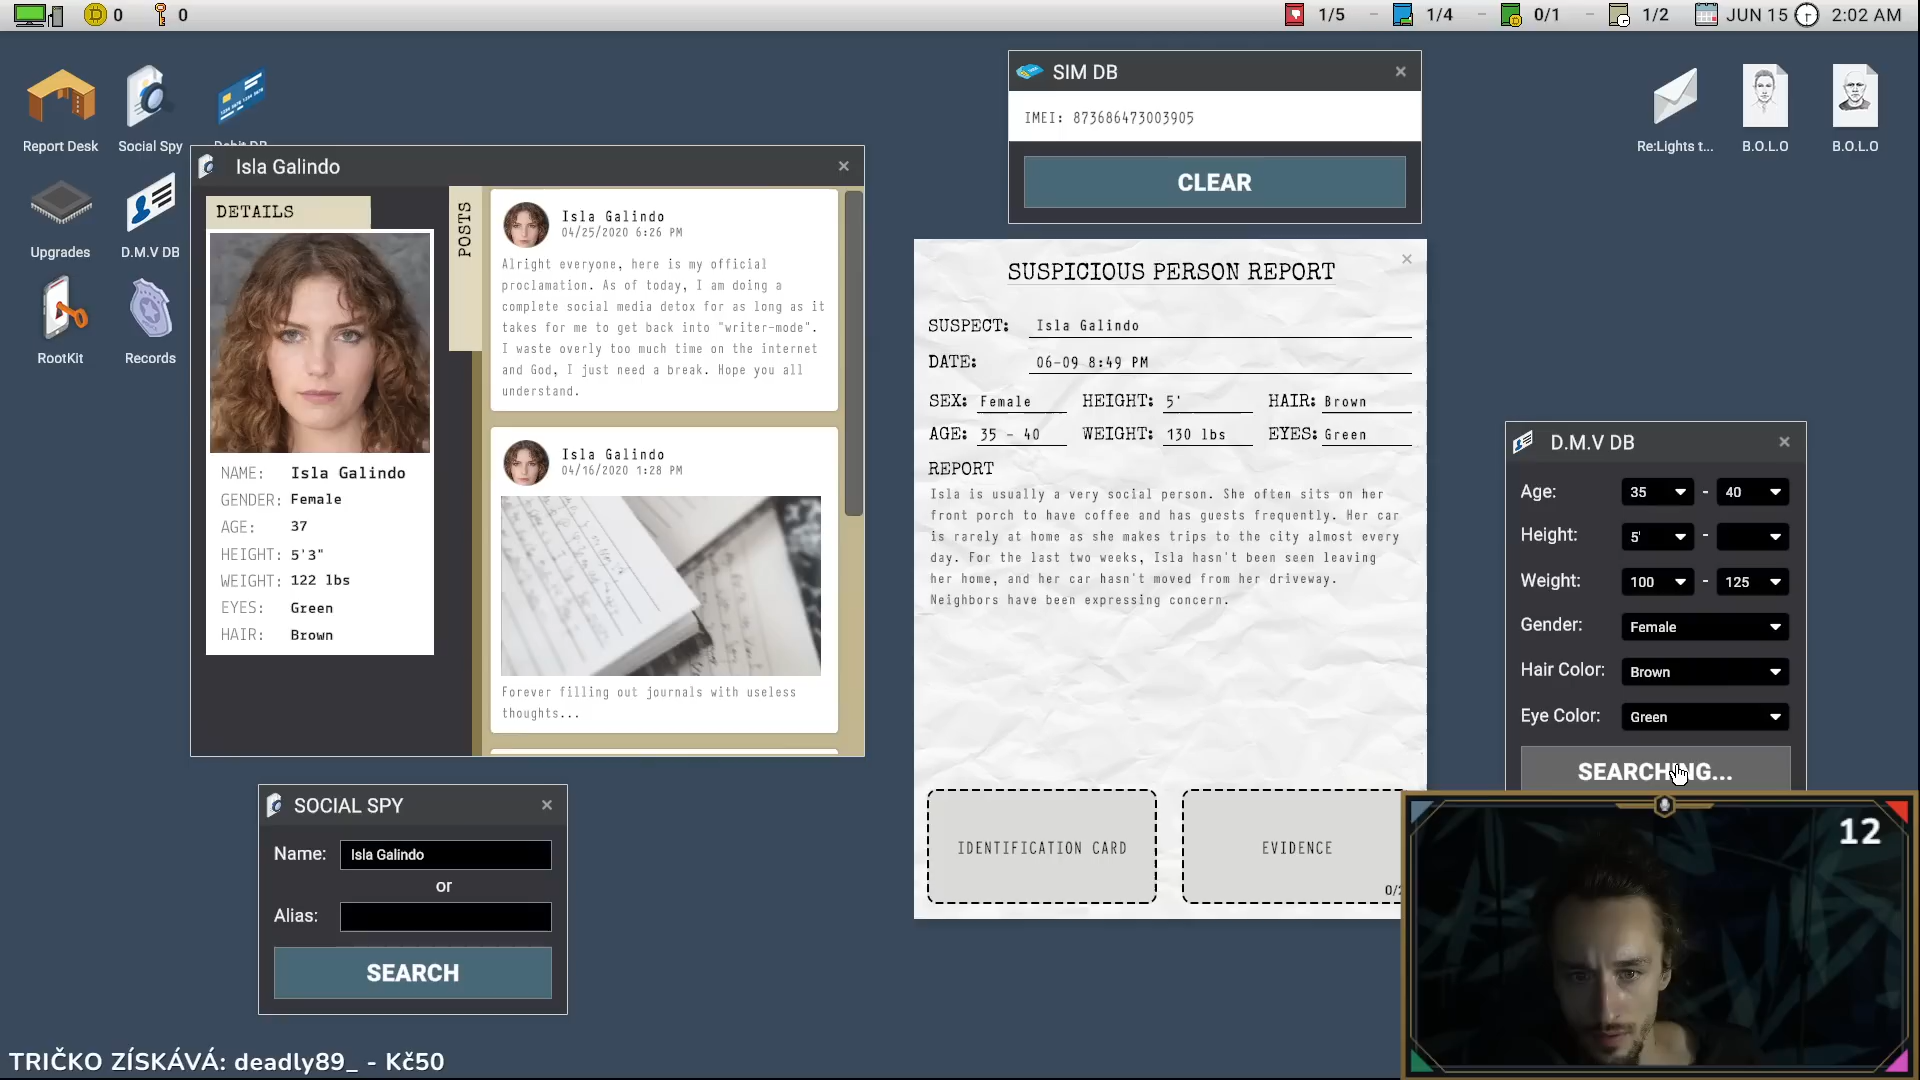 0
0
1/5
1/4
0/1
1/2
JUN 15
2:02 AM
Report Desk
Social Spy
Upgrades
D.M.V DB
RootKit
Records
Re:Lights t...
B.O.L.O
B.O.L.O
Isla Galindo
DETAILS
NAME: Isla Galindo
GENDER: Female
AGE: 37
HEIGHT: 5'3"
WEIGHT: 122 lbs
EYES: Green
HAIR: Brown
POSTS
Isla Galindo
04/25/2020 6:26 PM
Alright everyone, here is my official
proclamation. As of today, I am doing a
complete social media detox for as long as it
takes for me to get back into "writer-mode".
I waste overly too much time on the internet
and God, I just need a break. Hope you all
understand.
Isla Galindo
04/16/2020 1:28 PM
Forever filling out journals with useless
thoughts...
SOCIAL SPY
Name: Isla Galindo
or
Alias:
SEARCH
SIM DB
IMEI: 873686473003905
CLEAR
SUSPICIOUS PERSON REPORT
SUSPECT: Isla Galindo
DATE: 06-09 8:49 PM
SEX: Female HEIGHT: 5' HAIR: Brown
AGE: 35 - 40 WEIGHT: 130 lbs EYES: Green
REPORT
Isla is usually a very social person. She often sits on her
front porch to have coffee and has guests frequently. Her car
is rarely at home as she makes trips to the city almost every
day. For the last two weeks, Isla hasn't been seen leaving
her home, and her car hasn't moved from her driveway.
Neighbors have been expressing concern.
IDENTIFICATION CARD
EVIDENCE
D.M.V DB
Age: 35 - 40
Height: 5' -
Weight: 100 - 125
Gender: Female
Hair Color: Brown
Eye Color: Green
SEARCHING...
12
TRIČKO ZÍSKÁVÁ: deadly89_ - Kč50